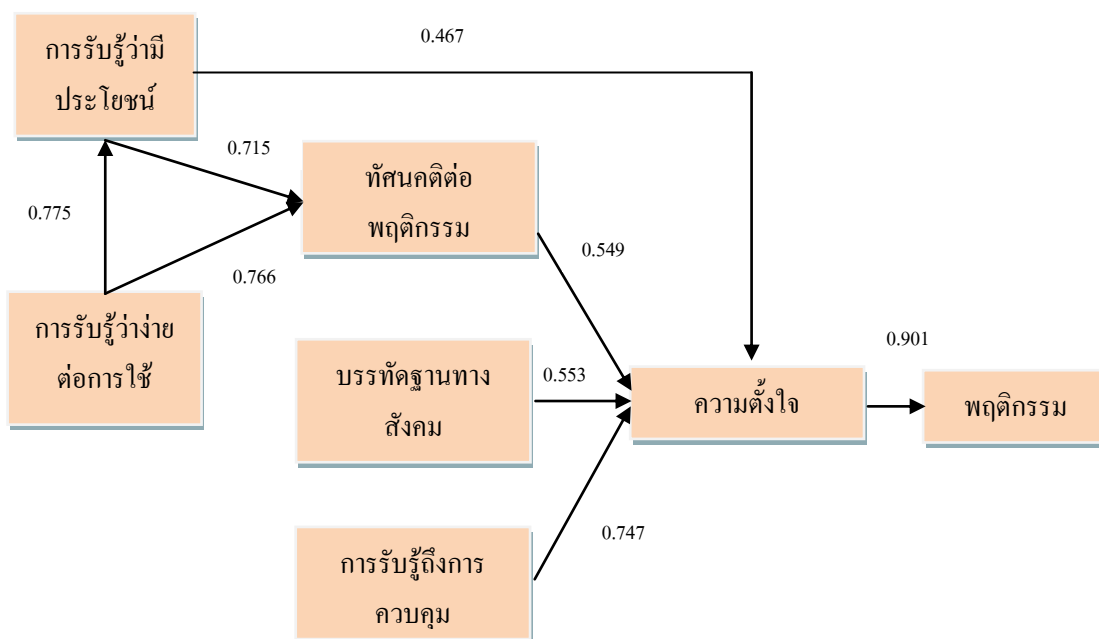 การรับรู้ว่ามี
ประโยชน์
0.467
0.715
ทัศนคติต่อ
พฤติกรรม
0.775
0.766
0.549
การรับรู้ว่าง่าย
ต่อการใช้
บรรทัดฐานทาง
สังคม
0.553
ความตั้งใจ
0.901
พฤติกรรม
0.747
การรับรู้ถึงการ
ควบคุม